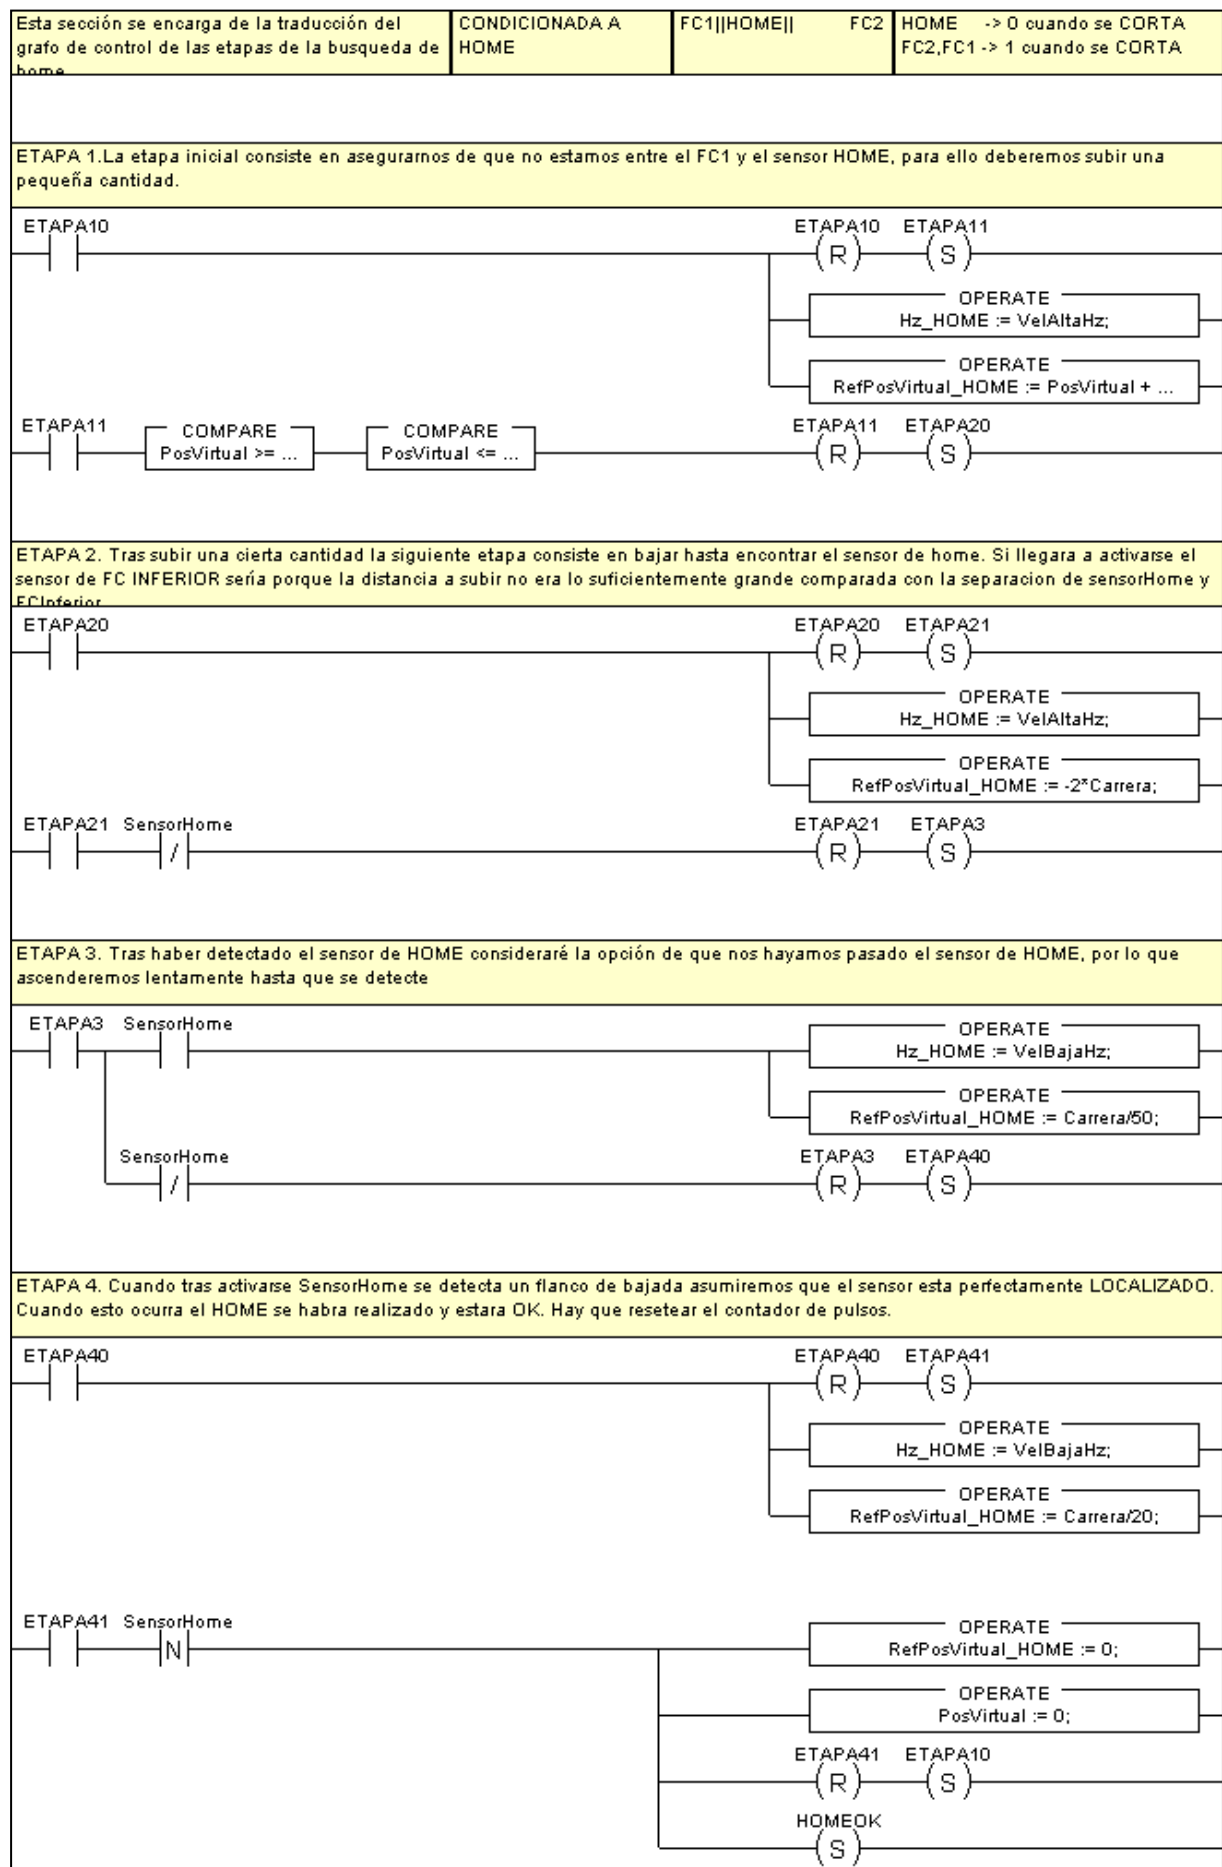 Esta sección se encarga de la traducción del
grafo de control de las etapas de la busqueda de
home
CONDICIONADA A
HOME
FC1||HOME|| FC2
HOME -> 0 cuando se CORTA
FC2,FC1 -> 1 cuando se CORTA
ETAPA 1.La etapa inicial consiste en asegurarnos de que no estamos entre el FC1 y el sensor HOME, para ello deberemos subir una
pequeña cantidad.
ETAPA10
ETAPA10 ETAPA11
R S
OPERATE
Hz_HOME := VelAltaHz;
OPERATE
RefPosVirtual_HOME := PosVirtual + ...
ETAPA11
COMPARE
PosVirtual >= ...
COMPARE
PosVirtual <= ...
ETAPA11 ETAPA20
R S
ETAPA 2. Tras subir una cierta cantidad la siguiente etapa consiste en bajar hasta encontrar el sensor de home. Si llegara a activarse el
sensor de FC INFERIOR sería porque la distancia a subir no era lo suficientemente grande comparada con la separacion de sensorHome y
FCInferior
ETAPA20
ETAPA20 ETAPA21
R S
OPERATE
Hz_HOME := VelAltaHz;
OPERATE
RefPosVirtual_HOME := -2*Carrera;
ETAPA21 SensorHome
/
ETAPA21 ETAPA3
R S
ETAPA 3. Tras haber detectado el sensor de HOME consideraré la opción de que nos hayamos pasado el sensor de HOME, por lo que
ascenderemos lentamente hasta que se detecte
ETAPA3 SensorHome
OPERATE
Hz_HOME := VelBajaHz;
OPERATE
RefPosVirtual_HOME := Carrera/50;
SensorHome
/
ETAPA3 ETAPA40
R S
ETAPA 4. Cuando tras activarse SensorHome se detecta un flanco de bajada asumiremos que el sensor esta perfectamente LOCALIZADO.
Cuando esto ocurra el HOME se habra realizado y estara OK. Hay que resetear el contador de pulsos.
ETAPA40
ETAPA40 ETAPA41
R S
OPERATE
Hz_HOME := VelBajaHz;
OPERATE
RefPosVirtual_HOME := Carrera/20;
ETAPA41 SensorHome
N
OPERATE
RefPosVirtual_HOME := 0;
OPERATE
PosVirtual := 0;
ETAPA41 ETAPA10
R S
HOMEOK
S